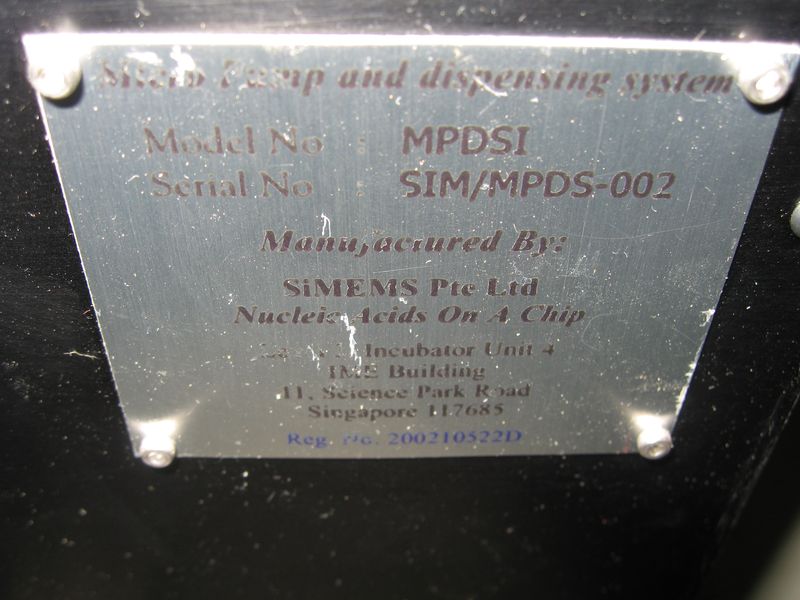 Micro Pump and dispensing system
Model No : MPDSI
Serial No : SIM/MPDS-002
Manufactured By:
SiMEMS Pte Ltd
Nucleic Acids On A Chip
Incubator Unit 4
IME Building
11, Science Park Road
Singapore 117685
Reg. No. 200210522D